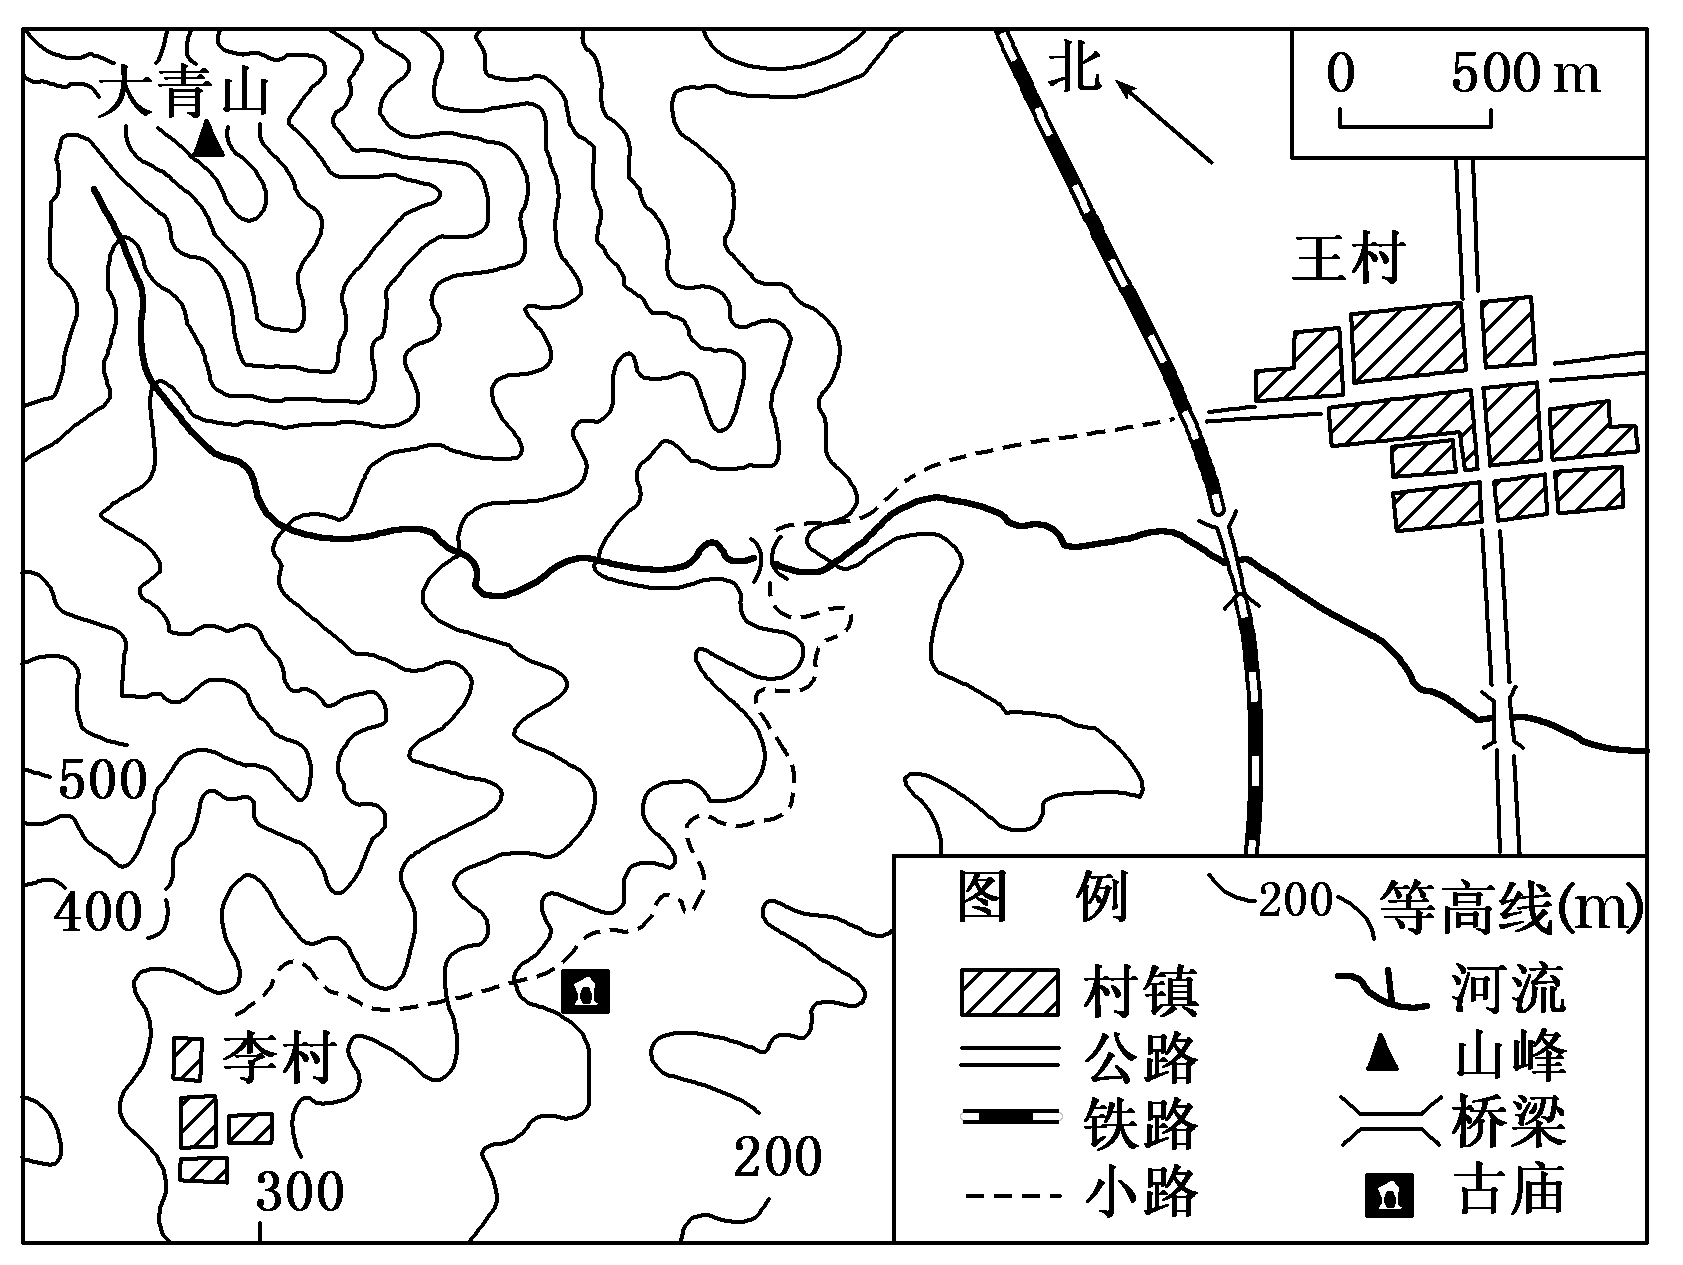 大青山
北
0 500 m
王村
500
400
李村
300
200
图 例
200 等高线(m)
村镇
河流
公路
山峰
铁路
桥梁
小路
古庙